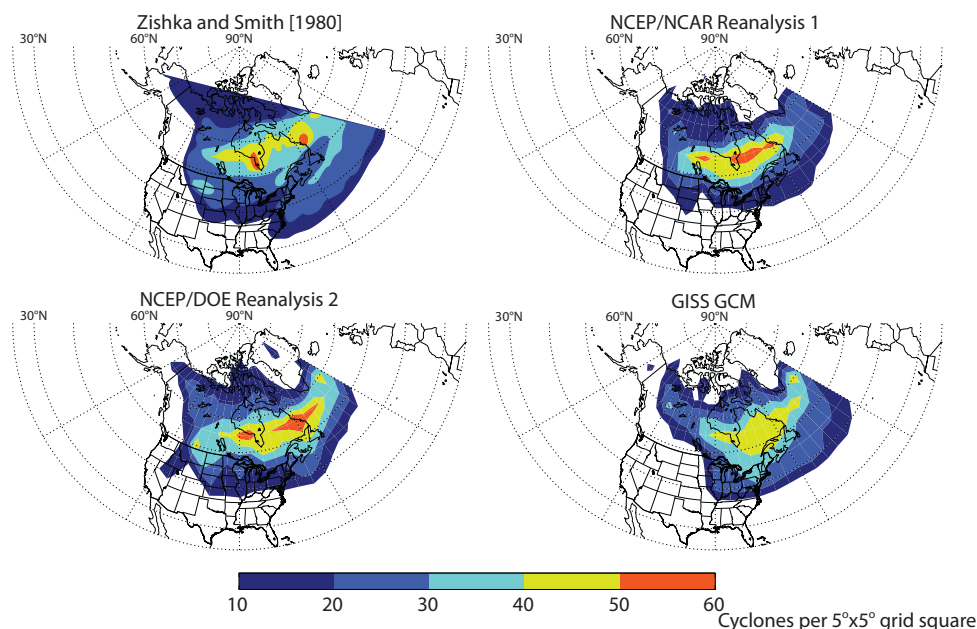 Zishka and Smith [1980]
NCEP/NCAR Reanalysis 1
30°N 60°N 90°N
30°N 60°N 90°N
NCEP/DOE Reanalysis 2
GISS GCM
30°N 60°N 90°N
30°N 60°N 90°N
10 20 30 40 50 60
Cyclones per 5°x5° grid square